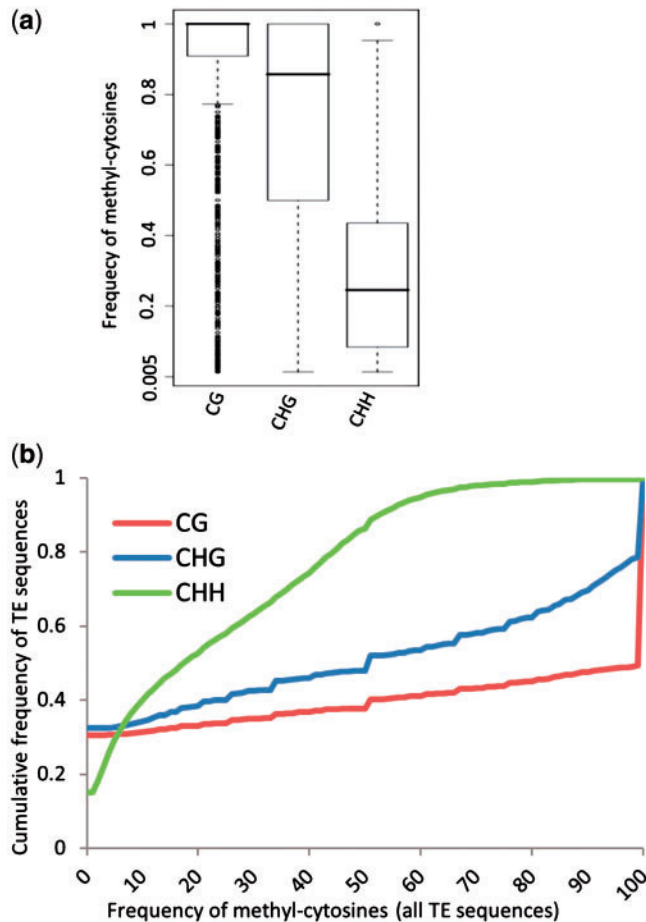 (a)
Frequecy of methyl-cytosines
1
0.8
0.6
0.4
0.2
0.005
CG
CHG
CHH
(b)
Cumulative frequency of TE sequences
1
0.8
0.6
0.4
0.2
0
CG
CHG
CHH
0 10 20 30 40 50 60 70 80 90 100
Frequency of methyl-cytosines (all TE sequences)